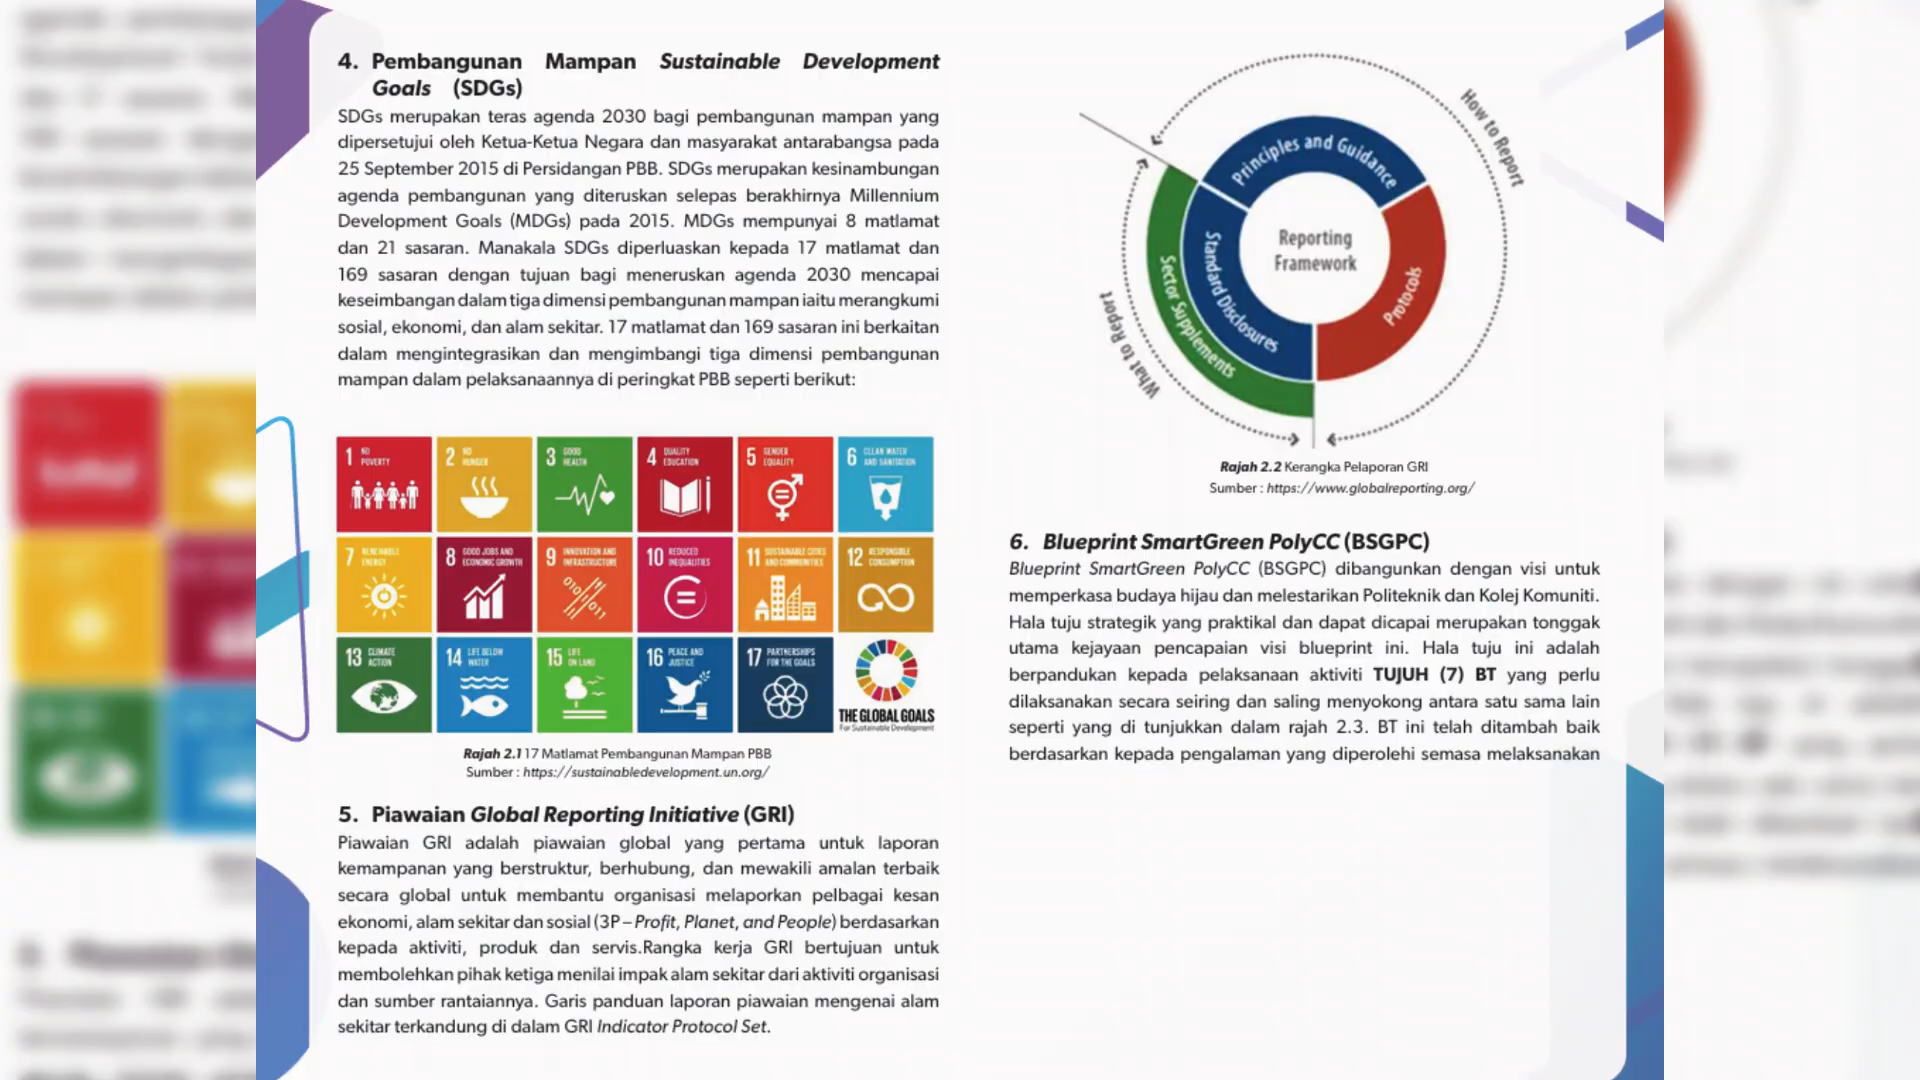 4. Pembangunan Mampan Sustainable Development
Goals (SDGs)
SDGs merupakan teras agenda 2030 bagi pembangunan mampan yang
dipersetujui oleh Ketua-Ketua Negara dan masyarakat antarabangsa pada
25 September 2015 di Persidangan PBB. SDGs merupakan kesinambungan
agenda pembangunan yang diteruskan selepas berakhirnya Millennium
Development Goals (MDGs) pada 2015. MDGs mempunyai 8 matlamat
dan 21 sasaran. Manakala SDGs diperluaskan kepada 17 matlamat dan
169 sasaran dengan tujuan bagi meneruskan agenda 2030 mencapai
keseimbangan dalam tiga dimensi pembangunan mampan iaitu merangkumi
sosial, ekonomi, dan alam sekitar. 17 matlamat dan 169 sasaran ini berkaitan
dalam mengintegrasikan dan mengimbangi tiga dimensi pembangunan
mampan dalam pelaksanaannya di peringkat PBB seperti berikut:
1 NO
POVERTY
2 NO
HUNGER
3 GOOD
HEALTH
4 QUALITY
EDUCATION
5 GENDER
EQUALITY
6 CLEAN WATER
AND SANITATION
7 RENEWABLE
ENERGY
8 GOOD JOBS AND
ECONOMIC GROWTH
9 INNOVATION AND
INFRASTRUCTURE
10 REDUCED
INEQUALITIES
11 SUSTAINABLE CITIES
AND COMMUNITIES
12 RESPONSIBLE
CONSUMPTION
13 CLIMATE
ACTION
14 LIFE BELOW
WATER
15 LIFE
ON LAND
16 PEACE AND
JUSTICE
17 PARTNERSHIPS
FOR THE GOALS
THE GLOBAL GOALS
For Sustainable Development
Rajah 2.1 17 Matlamat Pembangunan Mampan PBB
Sumber : https://sustainabledevelopment.un.org/
5. Piawaian Global Reporting Initiative (GRI)
Piawaian GRI adalah piawaian global yang pertama untuk laporan
kemampanan yang berstruktur, berhubung, dan mewakili amalan terbaik
secara global untuk membantu organisasi melaporkan pelbagai kesan
ekonomi, alam sekitar dan sosial (3P – Profit, Planet, and People) berdasarkan
kepada aktiviti, produk dan servis.Rangka kerja GRI bertujuan untuk
membolehkan pihak ketiga menilai impak alam sekitar dari aktiviti organisasi
dan sumber rantaiannya. Garis panduan laporan piawaian mengenai alam
sekitar terkandung di dalam GRI Indicator Protocol Set.
How to Report
Principles and Guidance
Reporting
Framework
Protocols
Standard Disclosures
Sector Supplements
What to Report
Rajah 2.2 Kerangka Pelaporan GRI
Sumber : https://www.globalreporting.org/
6. Blueprint SmartGreen PolyCC (BSGPC)
Blueprint SmartGreen PolyCC (BSGPC) dibangunkan dengan visi untuk
memperkasa budaya hijau dan melestarikan Politeknik dan Kolej Komuniti.
Hala tuju strategik yang praktikal dan dapat dicapai merupakan tonggak
utama kejayaan pencapaian visi blueprint ini. Hala tuju ini adalah
berpandukan kepada pelaksanaan aktiviti TUJUH (7) BT yang perlu
dilaksanakan secara seiring dan saling menyokong antara satu sama lain
seperti yang di tunjukkan dalam rajah 2.3. BT ini telah ditambah baik
berdasarkan kepada pengalaman yang diperolehi semasa melaksanakan